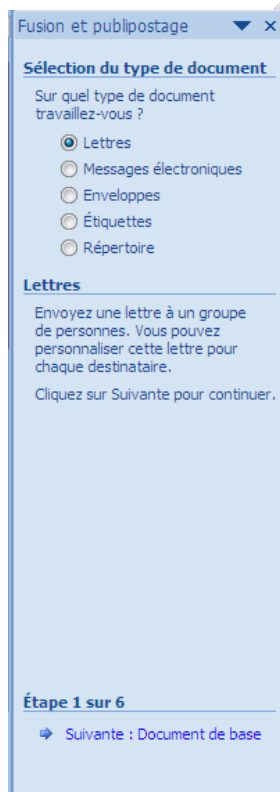 Fusion et publipostage
Sélection du type de document
Sur quel type de document
travaillez-vous ?
Lettres
Messages électroniques
Enveloppes
Étiquettes
Répertoire
Lettres
Envoyez une lettre à un groupe
de personnes. Vous pouvez
personnaliser cette lettre pour
chaque destinataire.
Cliquez sur Suivante pour continuer.
Étape 1 sur 6
Suivante : Document de base